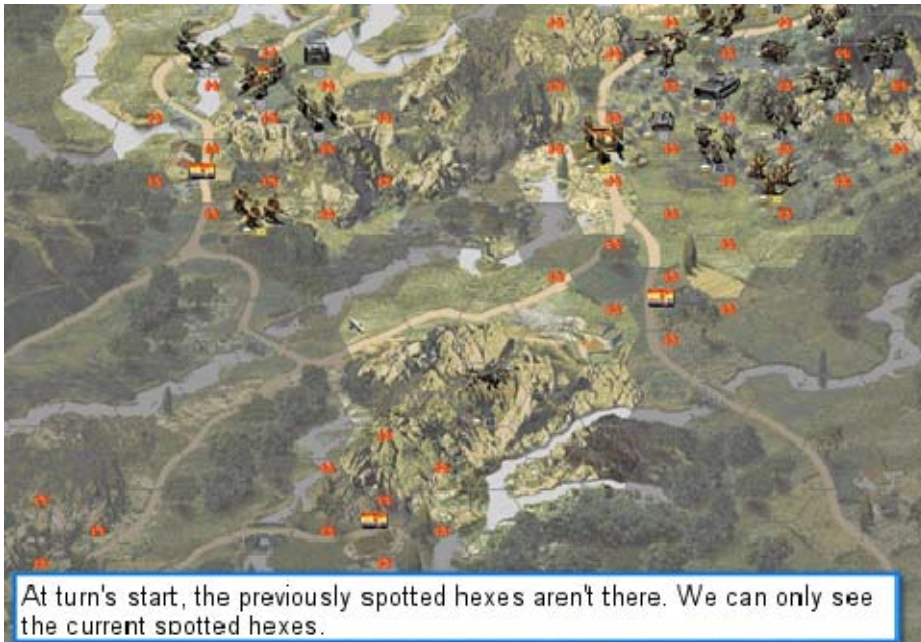 At turn's start, the previously spotted hexes aren't there. We can only see
the current spotted hexes.